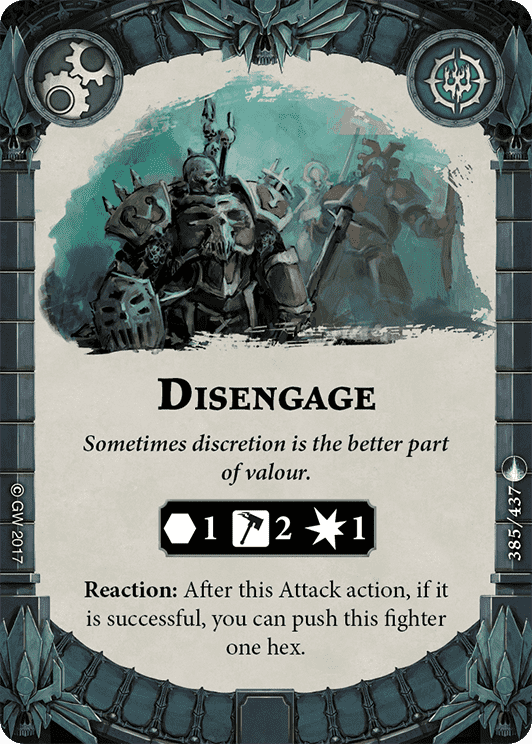 DISENGAGE
Sometimes discretion is the better part
of valour.
1 2 1
Reaction: After this Attack action, if it
is successful, you can push this fighter
one hex.
© GW 2017
385/437